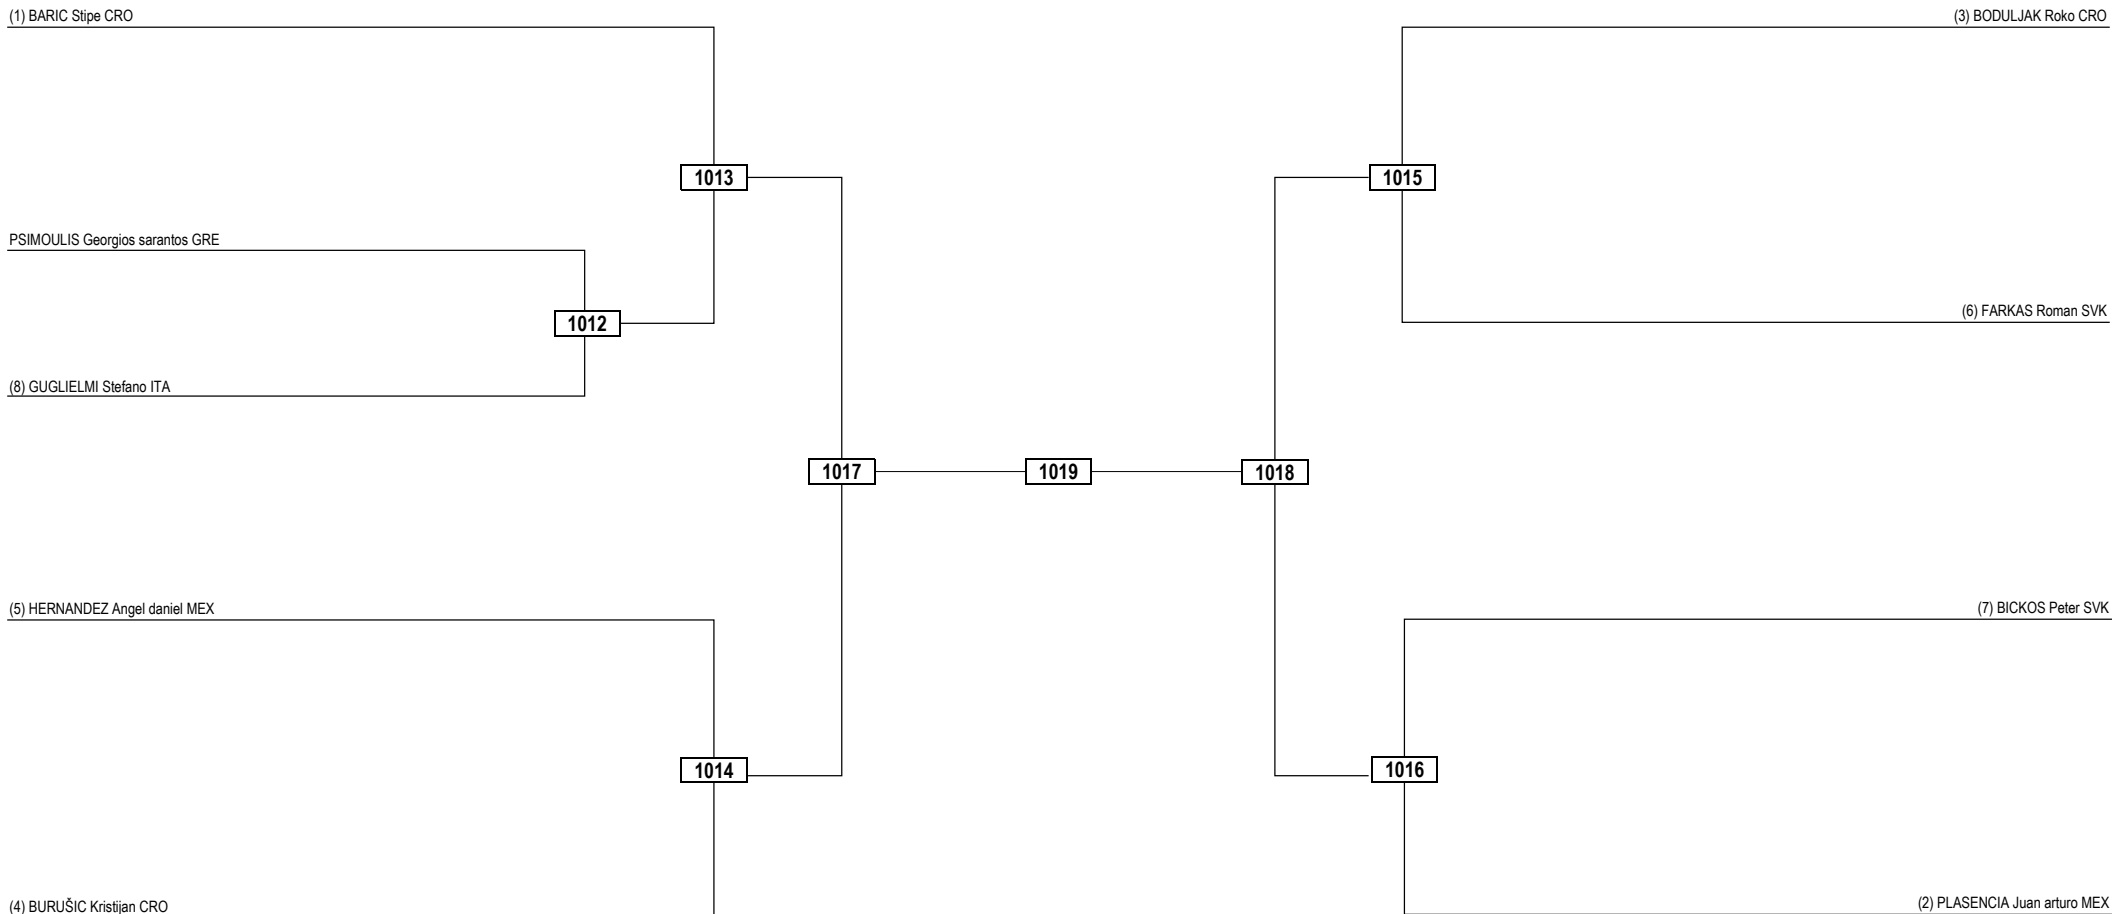 (1) BARIC Stipe CRO
(3) BODULJAK Roko CRO
1013
1015
PSIMOULIS Georgios sarantos GRE
(6) FARKAS Roman SVK
1012
(8) GUGLIELMI Stefano ITA
1017
1019
1018
(5) HERNANDEZ Angel daniel MEX
(7) BICKOS Peter SVK
1014
1016
(4) BURUŠIC Kristijan CRO
(2) PLASENCIA Juan arturo MEX